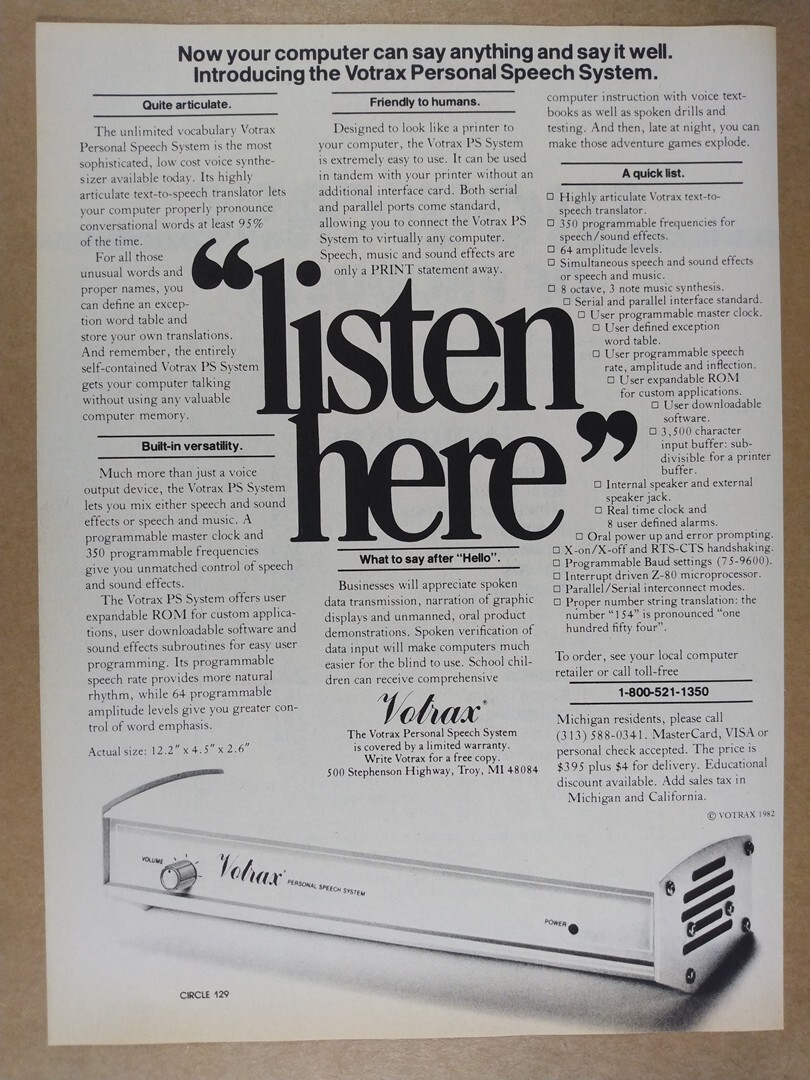 Now your computer can say anything and say it well.
Introducing the Votrax Personal Speech System.
Quite articulate.
The unlimited vocabulary Votrax
Personal Speech System is the most
sophisticated, low cost voice synthe-
sizer available today. Its highly
articulate text-to-speech translator lets
your computer properly pronounce
conversational words at least 95%
of the time.
For all those
unusual words and
proper names, you
can define an excep-
tion word table and
store your own translations.
And remember, the entirely
self-contained Votrax PS System
gets your computer talking
without using any valuable
computer memory.
Built-in versatility.
Much more than just a voice
output device, the Votrax PS System
lets you mix either speech and sound
effects or speech and music. A
programmable master clock and
350 programmable frequencies
give you unmatched control of speech
and sound effects.
The Votrax PS System offers user
expandable ROM for custom applica-
tions, user downloadable software and
sound effects subroutines for easy user
programming. Its programmable
speech rate provides more natural
rhythm, while 64 programmable
amplitude levels give you greater con-
trol of word emphasis.
Actual size: 12.2" x 4.5" x 2.6"
Friendly to humans.
Designed to look like a printer to
your computer, the Votrax PS System
is extremely easy to use. It can be used
in tandem with your printer without an
additional interface card. Both serial
and parallel ports come standard,
allowing you to connect the Votrax PS
System to virtually any computer.
Speech, music and sound effects are
only a PRINT statement away.
“listen
here”
What to say after "Hello".
Businesses will appreciate spoken
data transmission, narration of graphic
displays and unmanned, oral product
demonstrations. Spoken verification of
data input will make computers much
easier for the blind to use. School chil-
dren can receive comprehensive
Votrax®
The Votrax Personal Speech System
is covered by a limited warranty.
Write Votrax for a free copy.
500 Stephenson Highway, Troy, MI 48084
computer instruction with voice text-
books as well as spoken drills and
testing. And then, late at night, you can
make those adventure games explode.
A quick list.
□ Highly articulate Votrax text-to-
speech translator.
□ 350 programmable frequencies for
speech/sound effects.
□ 64 amplitude levels.
□ Simultaneous speech and sound effects
or speech and music.
□ 8 octave, 3 note music synthesis.
□ Serial and parallel interface standard.
□ User programmable master clock.
□ User defined exception
word table.
□ User programmable speech
rate, amplitude and inflection.
□ User expandable ROM
for custom applications.
□ User downloadable
software.
□ 3,500 character
input buffer: sub-
divisible for a printer
buffer.
□ Internal speaker and external
speaker jack.
□ Real time clock and
8 user defined alarms.
□ Oral power up and error prompting.
□ X-on/X-off and RTS-CTS handshaking.
□ Programmable Baud settings (75-9600).
□ Interrupt driven Z-80 microprocessor.
□ Parallel/Serial interconnect modes.
□ Proper number string translation: the
number "154" is pronounced "one
hundred fifty four".
To order, see your local computer
retailer or call toll-free
1-800-521-1350
Michigan residents, please call
(313) 588-0341. MasterCard, VISA or
personal check accepted. The price is
$395 plus $4 for delivery. Educational
discount available. Add sales tax in
Michigan and California.
© VOTRAX 1982
VOLUME
Votrax® PERSONAL SPEECH SYSTEM
POWER
CIRCLE 129